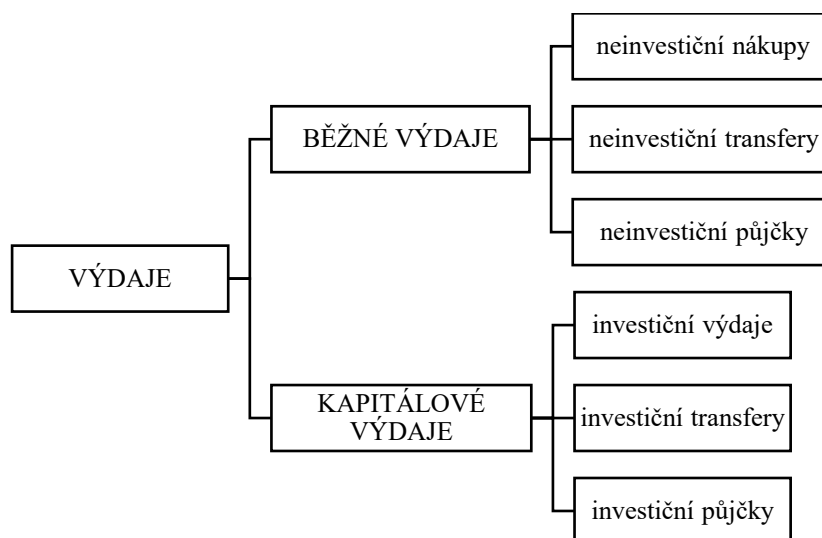 neinvestiční nákupy
BĚŽNÉ VÝDAJE
neinvestiční transfery
neinvestiční půjčky
VÝDAJE
investiční výdaje
KAPITÁLOVÉ
VÝDAJE
investiční transfery
investiční půjčky